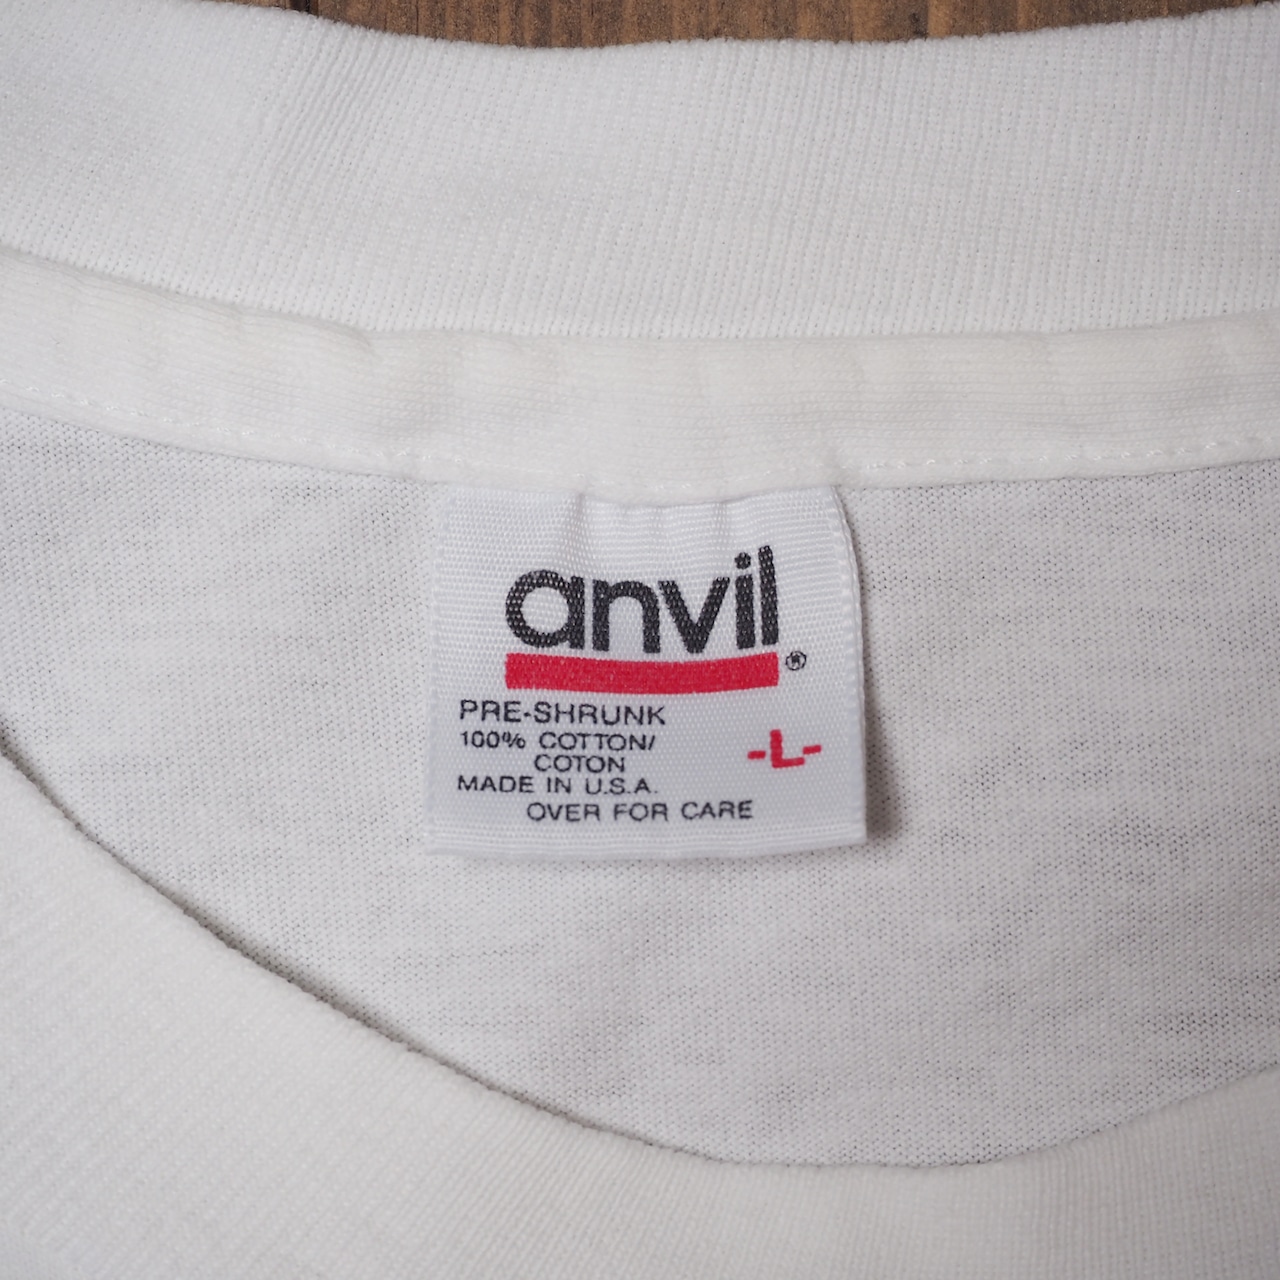 anvil®
PRE-SHRUNK
100% COTTON/
COTON
-L-
MADE IN U.S.A.
OVER FOR CARE